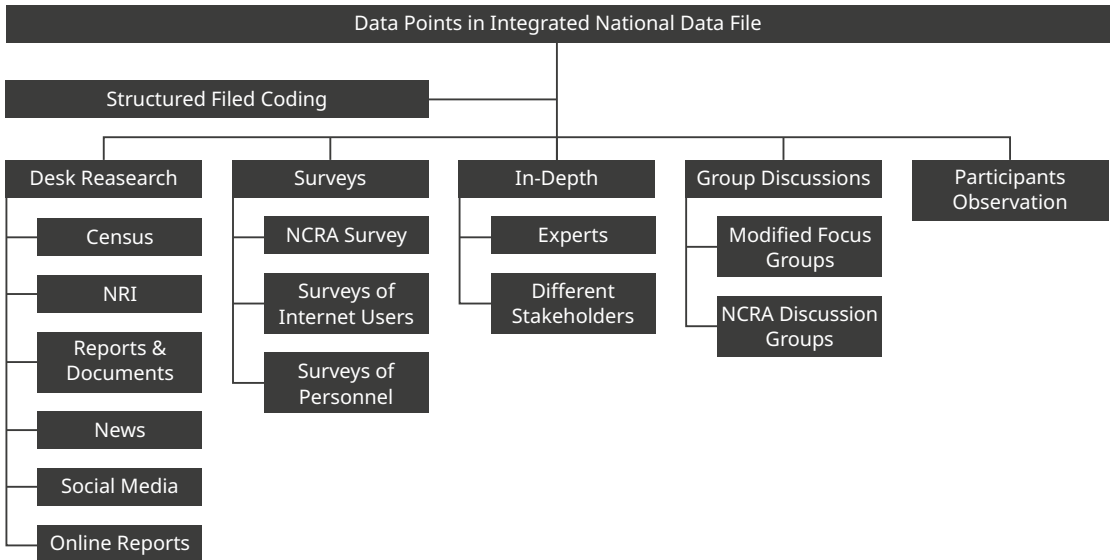 Data Points in Integrated National Data File
Structured Filed Coding
Desk Reasearch
Census
NRI
Reports &
Documents
News
Social Media
Online Reports
Surveys
NCRA Survey
Surveys of
Internet Users
Surveys of
Personnel
In-Depth
Experts
Different
Stakeholders
Group Discussions
Modified Focus
Groups
NCRA Discussion
Groups
Participants
Observation